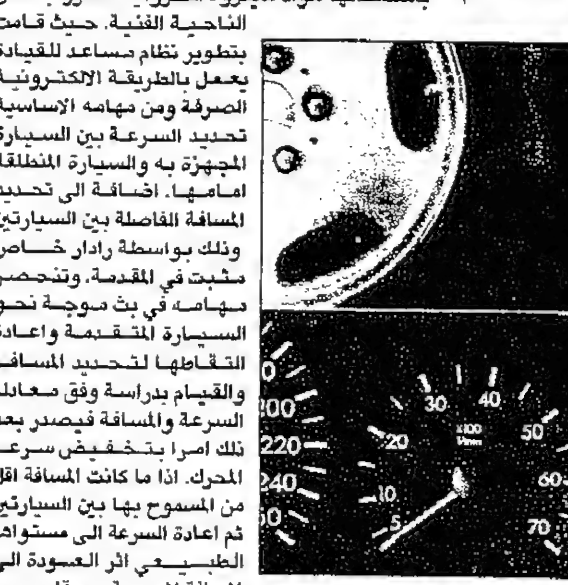 الناحية الفنية. حيث قامت
بتطوير نظام مساعد للقيادة
يعمل بالطريقة الالكترونية
الصرفة ومن مهامه الاساسية
تحديد السرعة بين السيارة
المجهزة به والسيارة المنطلقة
امامها. اضافة الى تحديد
المسافة الفاصلة بين السيارتين
وذلك بواسطة رادار خاص
مثبت في المقدمة. وتنحصر
مهامه في بث موجة نحو
السيارة المتقدمة واعادة
التقاطها لتحديد المسافة
والقيام بدراسة وفق معادلة
السرعة والمسافة فيصدر بعد
ذلك امرا بتخفيض سرعة
المحرك. اذا ما كانت المسافة اقل
من المسموح بها بين السيارتين
ثم اعادة السرعة الى مستواها
الطبيعي اثر العودة الى
200
220
240
5
10
20
30
40
50
60
70
x100
1/min